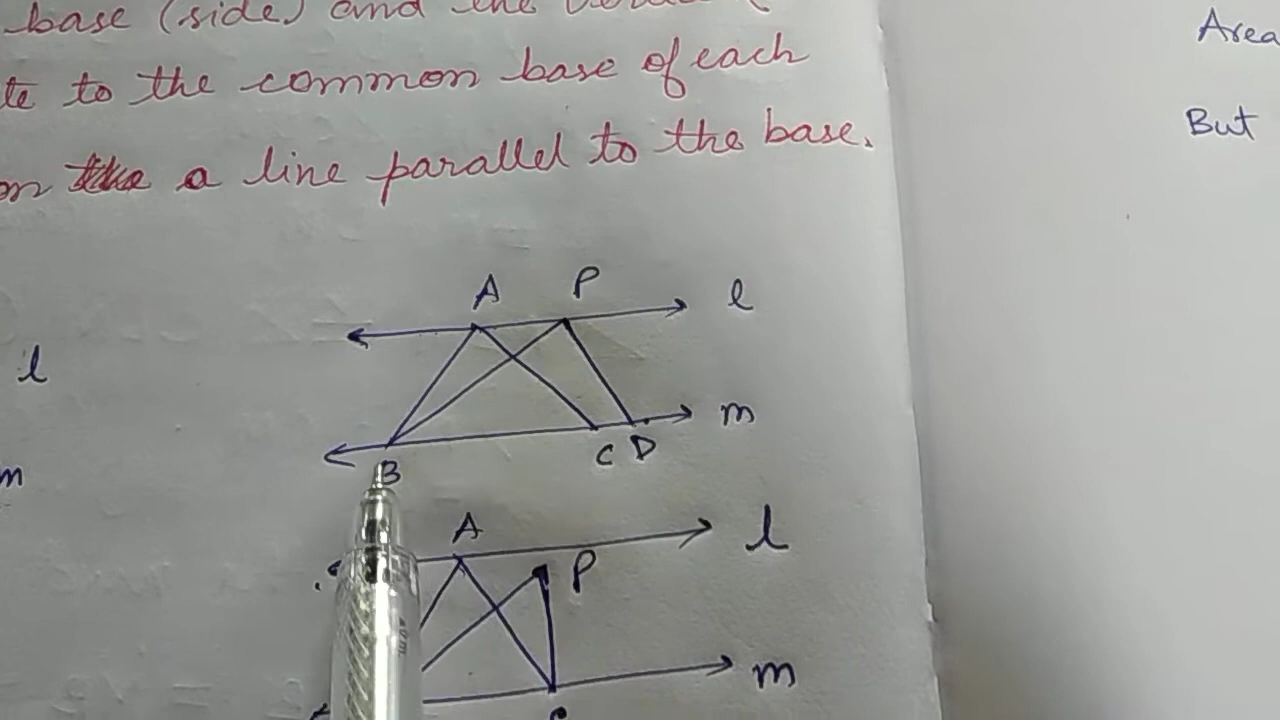 base (side) and the
te to the common base of each
on a line parallel to the base.
Area
But
A P l
l
m
B C D
m
A l
P
m